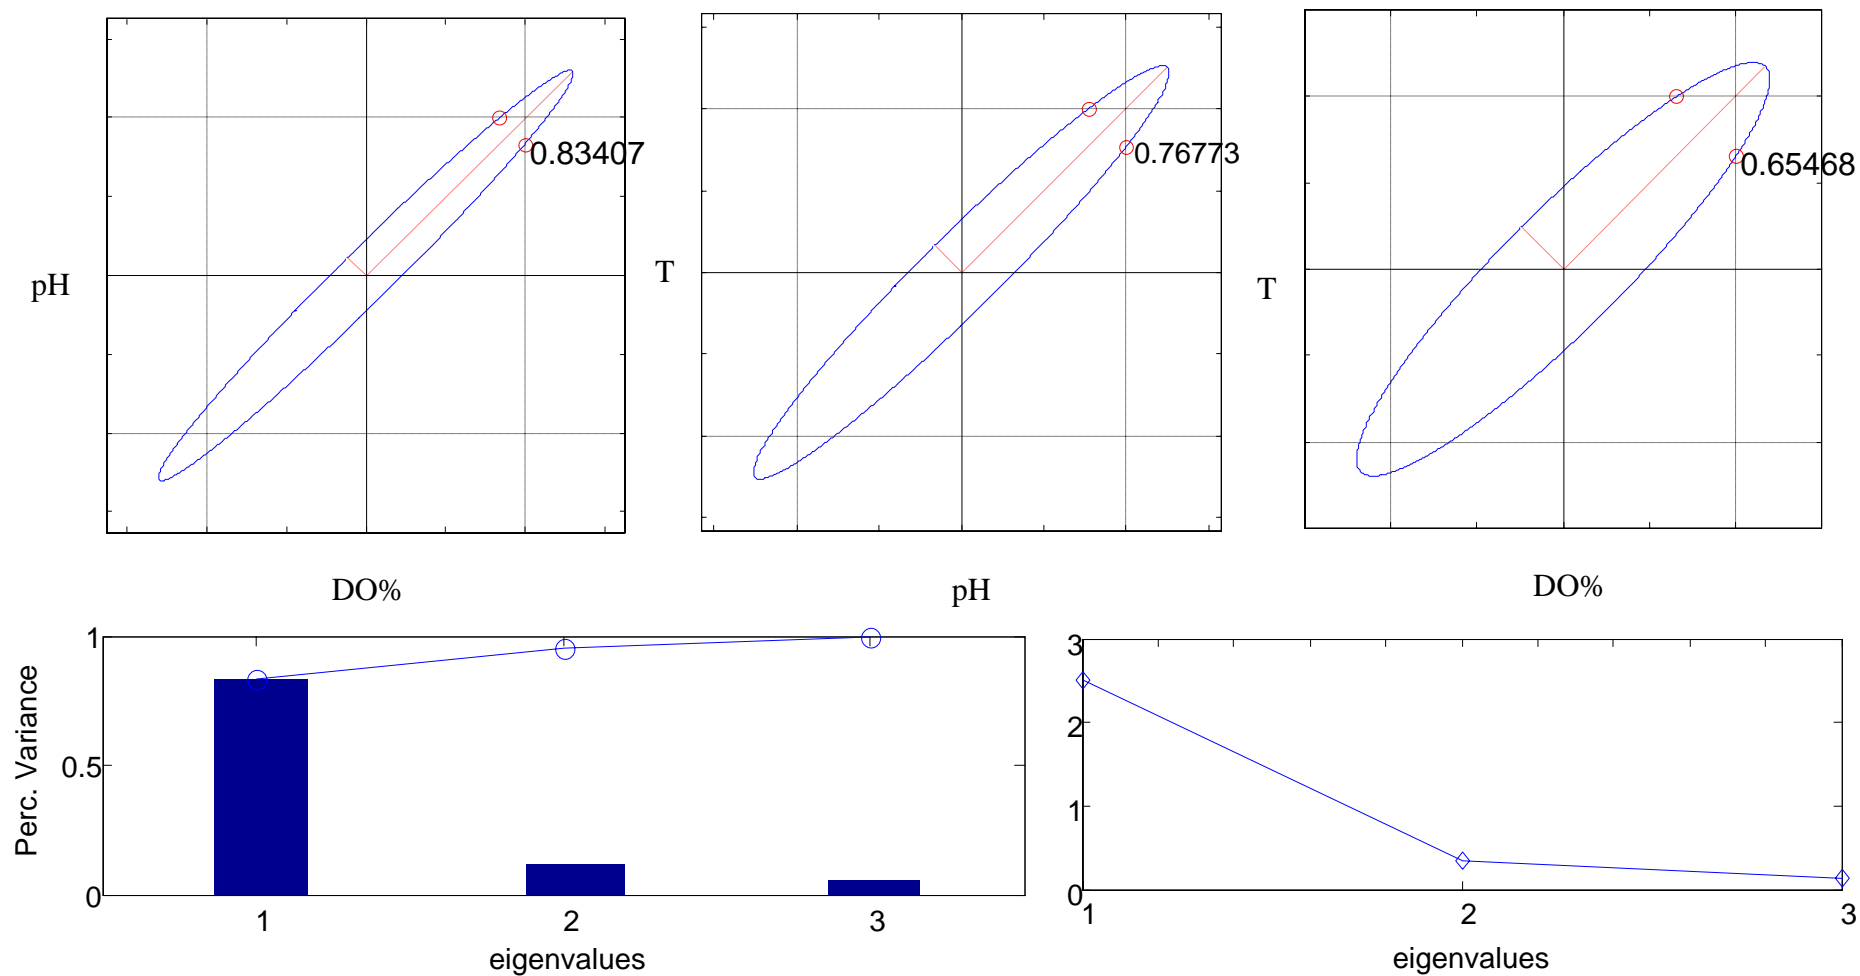 0.83407
0.76773
0.65468
pH
T
T
DO%
pH
DO%
1
0.5
0
Perc. Variance
1
2
3
eigenvalues
3
2
1
0
1
2
3
eigenvalues